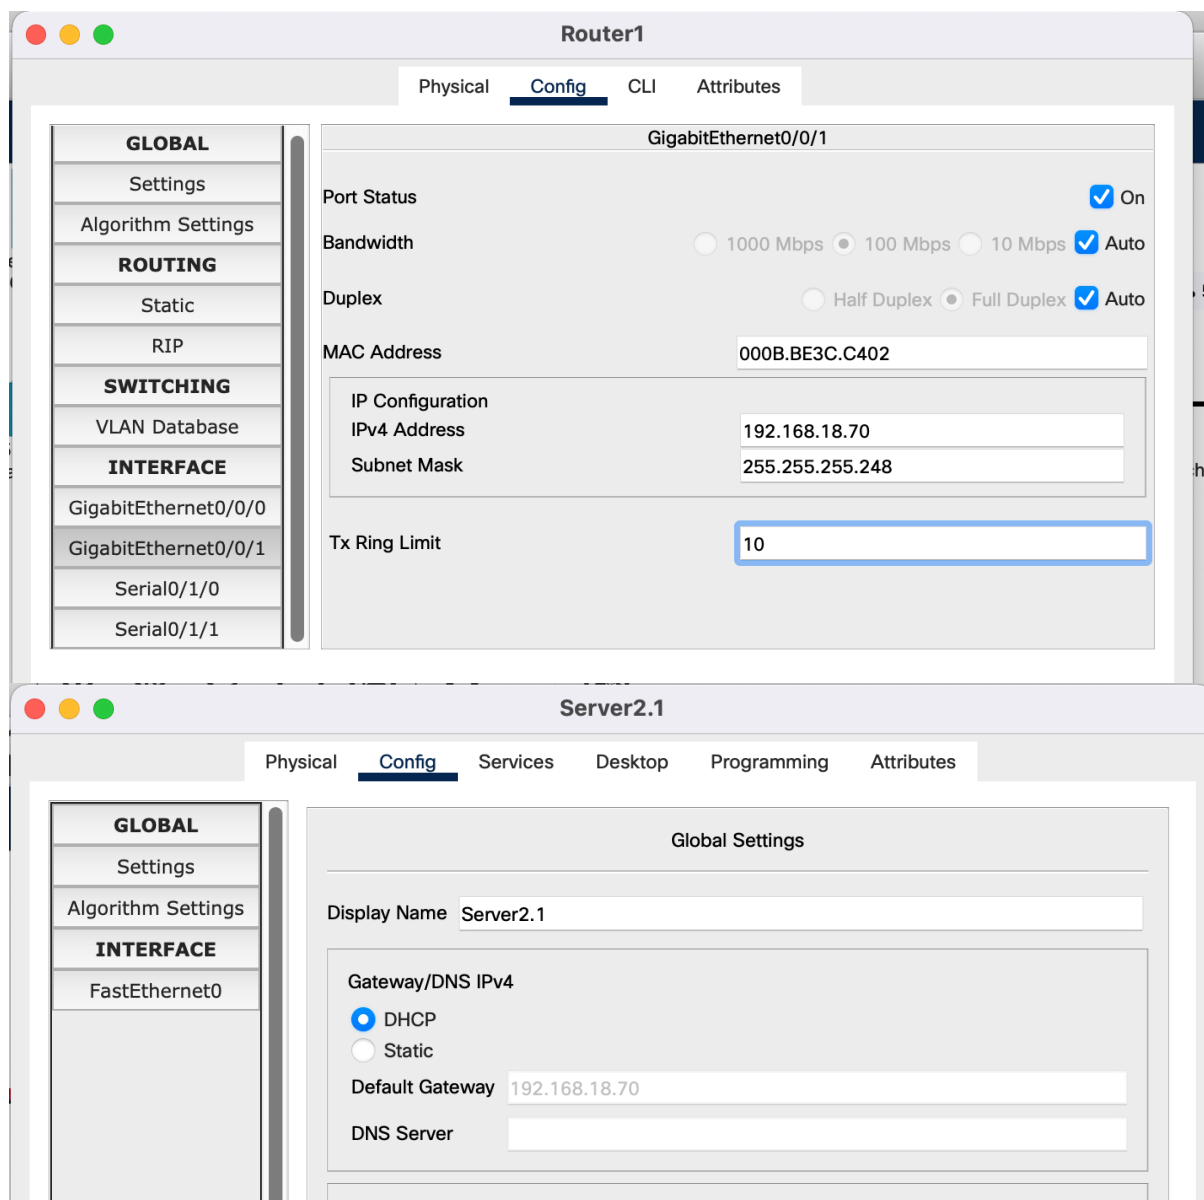 Router1
Physical Config CLI Attributes
GLOBAL
Settings
Algorithm Settings
ROUTING
Static
RIP
SWITCHING
VLAN Database
INTERFACE
GigabitEthernet0/0/0
GigabitEthernet0/0/1
Serial0/1/0
Serial0/1/1
GigabitEthernet0/0/1
Port Status On
Bandwidth 1000 Mbps 100 Mbps 10 Mbps Auto
Duplex Half Duplex Full Duplex Auto
MAC Address 000B.BE3C.C402
IP Configuration
IPv4 Address 192.168.18.70
Subnet Mask 255.255.255.248
Tx Ring Limit 10
Server2.1
Physical Config Services Desktop Programming Attributes
GLOBAL
Settings
Algorithm Settings
INTERFACE
FastEthernet0
Global Settings
Display Name Server2.1
Gateway/DNS IPv4
DHCP
Static
Default Gateway 192.168.18.70
DNS Server